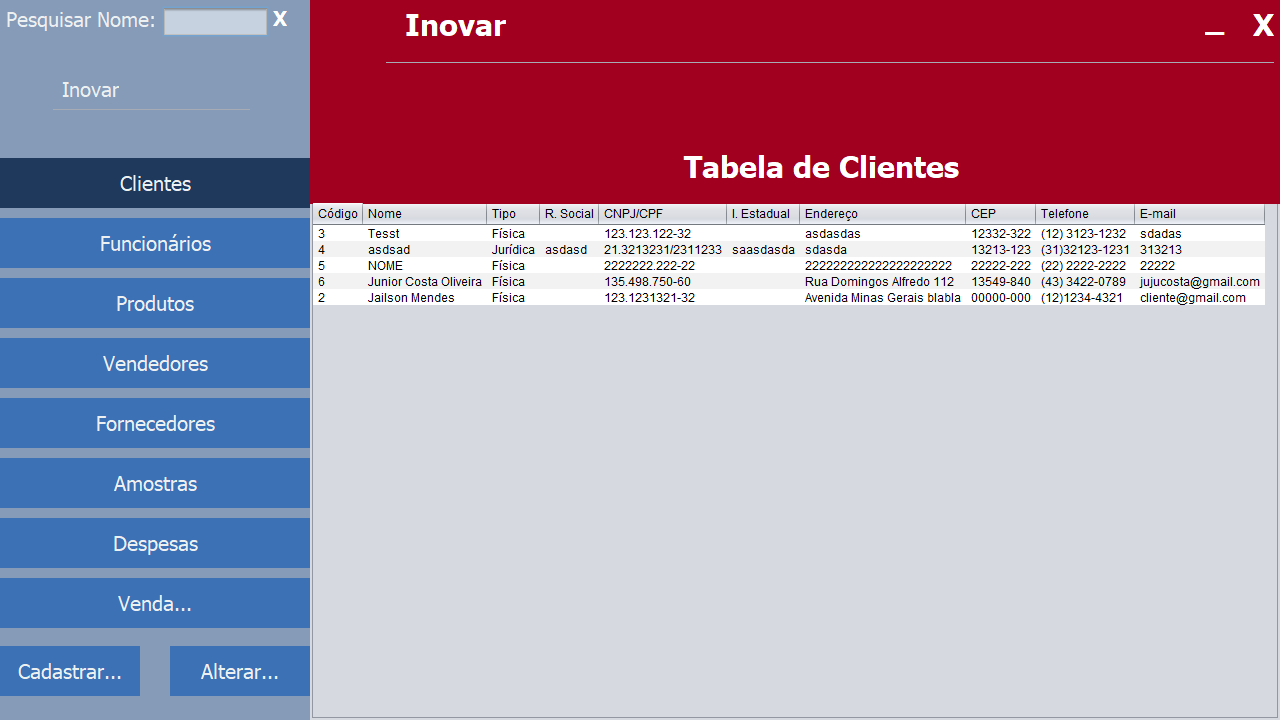 Pesquisar Nome: X
Inovar
Clientes
Funcionários
Produtos
Vendedores
Fornecedores
Amostras
Despesas
Venda...
Cadastrar... Alterar...
Inovar _ X
Tabela de Clientes
Código Nome Tipo R. Social CNPJ/CPF I. Estadual Endereço CEP Telefone E-mail
3 Tesst Física 123.123.122-32 asdasdas 12332-322 (12) 3123-1232 sdadas
4 asdsad Jurídica asdasd 21.3213231/2311233 saasdasda sdasda 13213-123 (31)32123-1231 313213
5 NOME Física 2222222.222-22 222222222222222222222 22222-222 (22) 2222-2222 22222
6 Junior Costa Oliveira Física 135.498.750-60 Rua Domingos Alfredo 112 13549-840 (43) 3422-0789 jujucosta@gmail.com
2 Jailson Mendes Física 123.1231321-32 Avenida Minas Gerais blabla 00000-000 (12)1234-4321 cliente@gmail.com